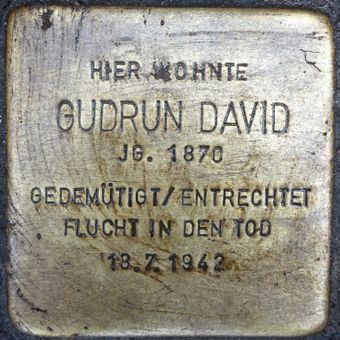 HIER WOHNTE
GUDRUN DAVID
JG. 1870
GEDEMÜTIGT/ENTRECHTET
FLUCHT IN DEN TOD
18.7.1942